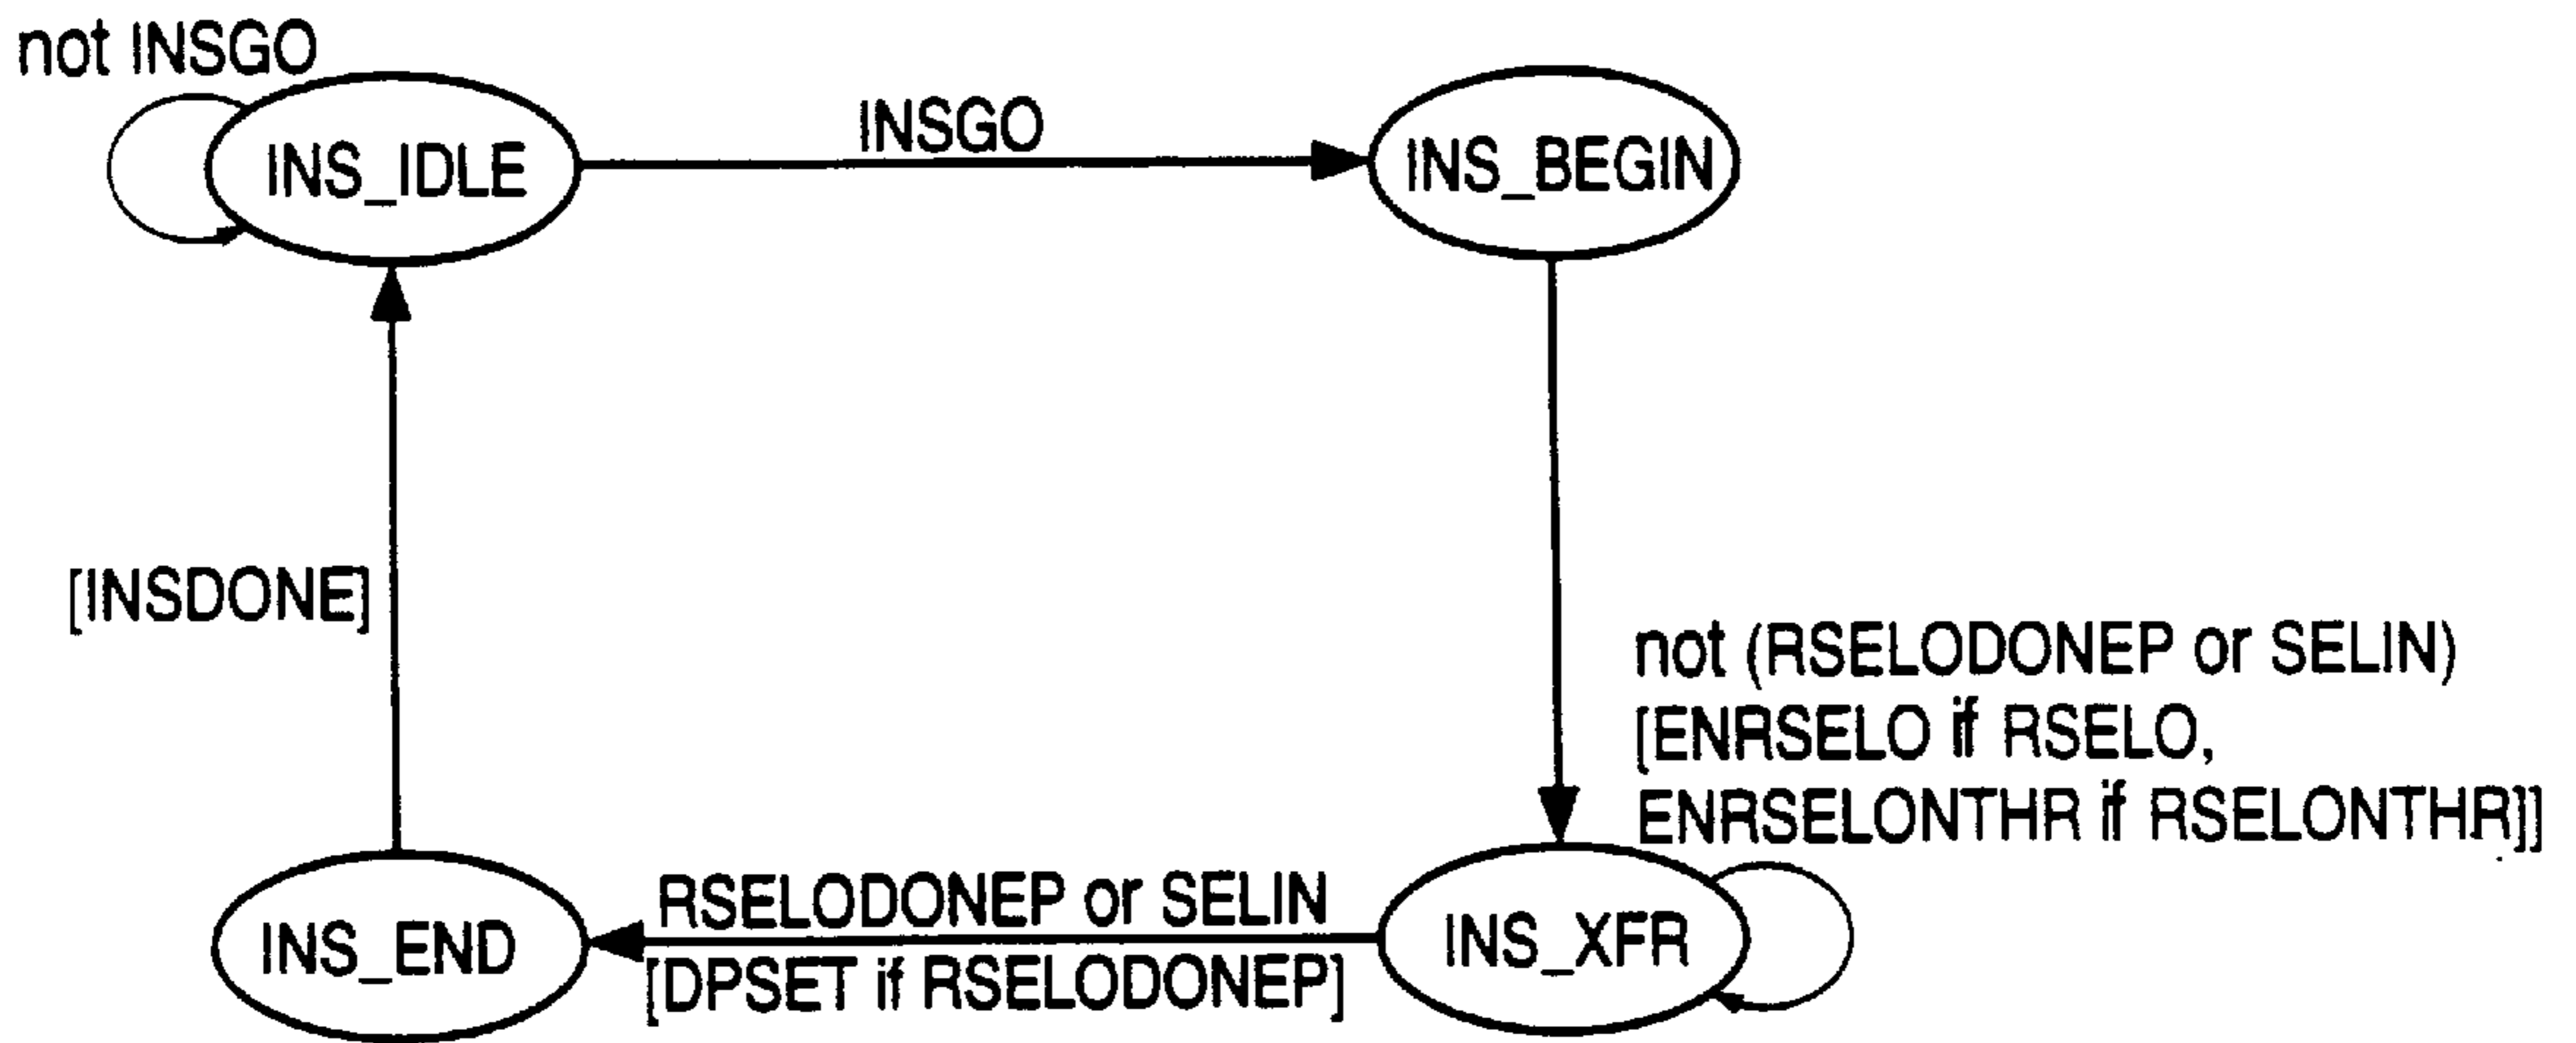 not INSGO
INS_IDLE
INSGO
INS_BEGIN
[INSDONE]
not (RSELODONEP or SELIN)
[ENRSELO if RSELO,
ENRSELONTHR if RSELONTHR]]
RSELODONEP or SELIN
[DPSET if RSELODONEP]
INS_END
INS_XFR